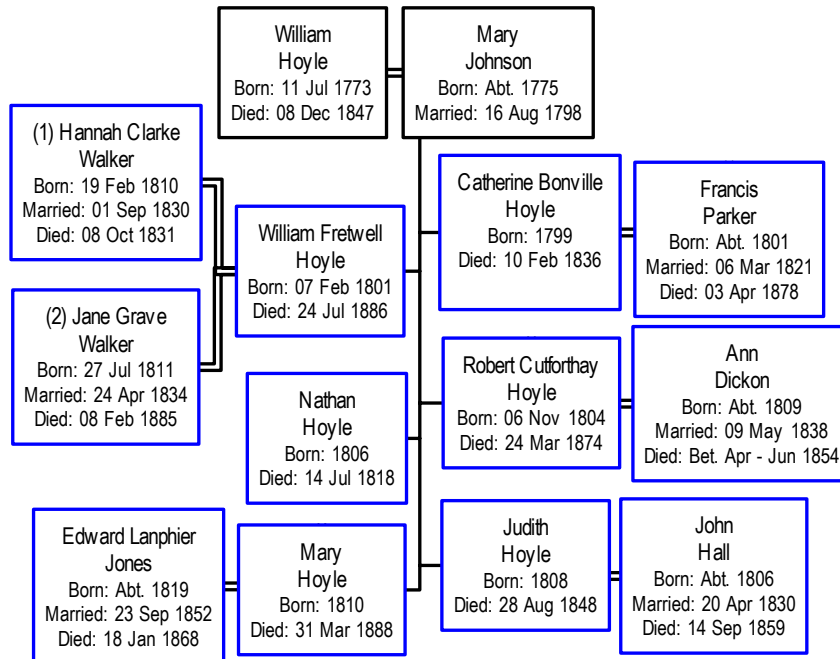 William
Hoyle
Born: 11 Jul 1773
Died: 08 Dec 1847
Mary
Johnson
Born: Abt. 1775
Married: 16 Aug 1798
(1) Hannah Clarke
Walker
Born: 19 Feb 1810
Married: 01 Sep 1830
Died: 08 Oct 1831
(2) Jane Grave
Walker
Born: 27 Jul 1811
Married: 24 Apr 1834
Died: 08 Feb 1885
William Fretwell
Hoyle
Born: 07 Feb 1801
Died: 24 Jul 1886
Catherine Bonville
Hoyle
Born: 1799
Died: 10 Feb 1836
Francis
Parker
Born: Abt. 1801
Married: 06 Mar 1821
Died: 03 Apr 1878
Robert Cutforthay
Hoyle
Born: 06 Nov 1804
Died: 24 Mar 1874
Ann
Dickon
Born: Abt. 1809
Married: 09 May 1838
Died: Bet. Apr - Jun 1854
Nathan
Hoyle
Born: 1806
Died: 14 Jul 1818
Edward Lanphier
Jones
Born: Abt. 1819
Married: 23 Sep 1852
Died: 18 Jan 1868
Mary
Hoyle
Born: 1810
Died: 31 Mar 1888
Judith
Hoyle
Born: 1808
Died: 28 Aug 1848
John
Hall
Born: Abt. 1806
Married: 20 Apr 1830
Died: 14 Sep 1859